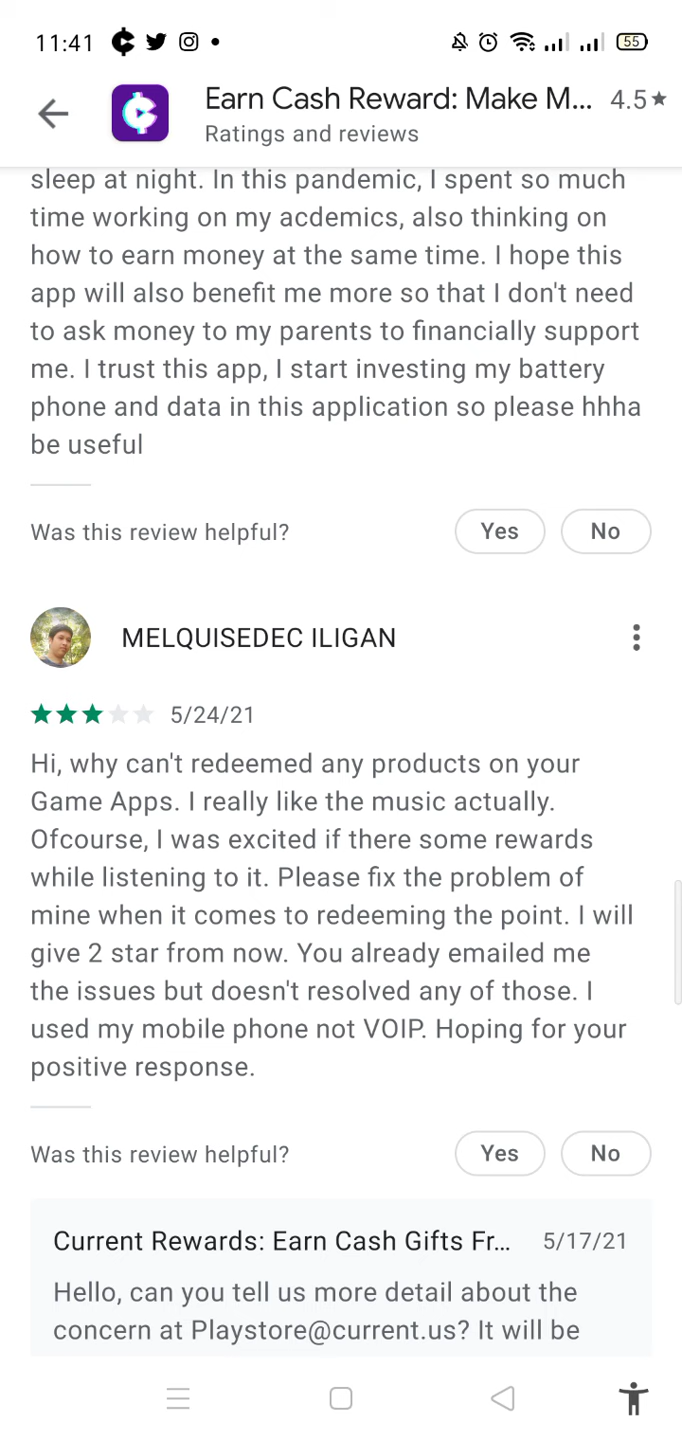 11:41
55
Earn Cash Reward: Make M... 4.5★
Ratings and reviews
sleep at night. In this pandemic, I spent so much
time working on my acdemics, also thinking on
how to earn money at the same time. I hope this
app will also benefit me more so that I don't need
to ask money to my parents to financially support
me. I trust this app, I start investing my battery
phone and data in this application so please hhha
be useful
Was this review helpful? Yes No
MELQUISEDEC ILIGAN
5/24/21
Hi, why can't redeemed any products on your
Game Apps. I really like the music actually.
Ofcourse, I was excited if there some rewards
while listening to it. Please fix the problem of
mine when it comes to redeeming the point. I will
give 2 star from now. You already emailed me
the issues but doesn't resolved any of those. I
used my mobile phone not VOIP. Hoping for your
positive response.
Was this review helpful? Yes No
Current Rewards: Earn Cash Gifts Fr... 5/17/21
Hello, can you tell us more detail about the
concern at Playstore@current.us? It will be